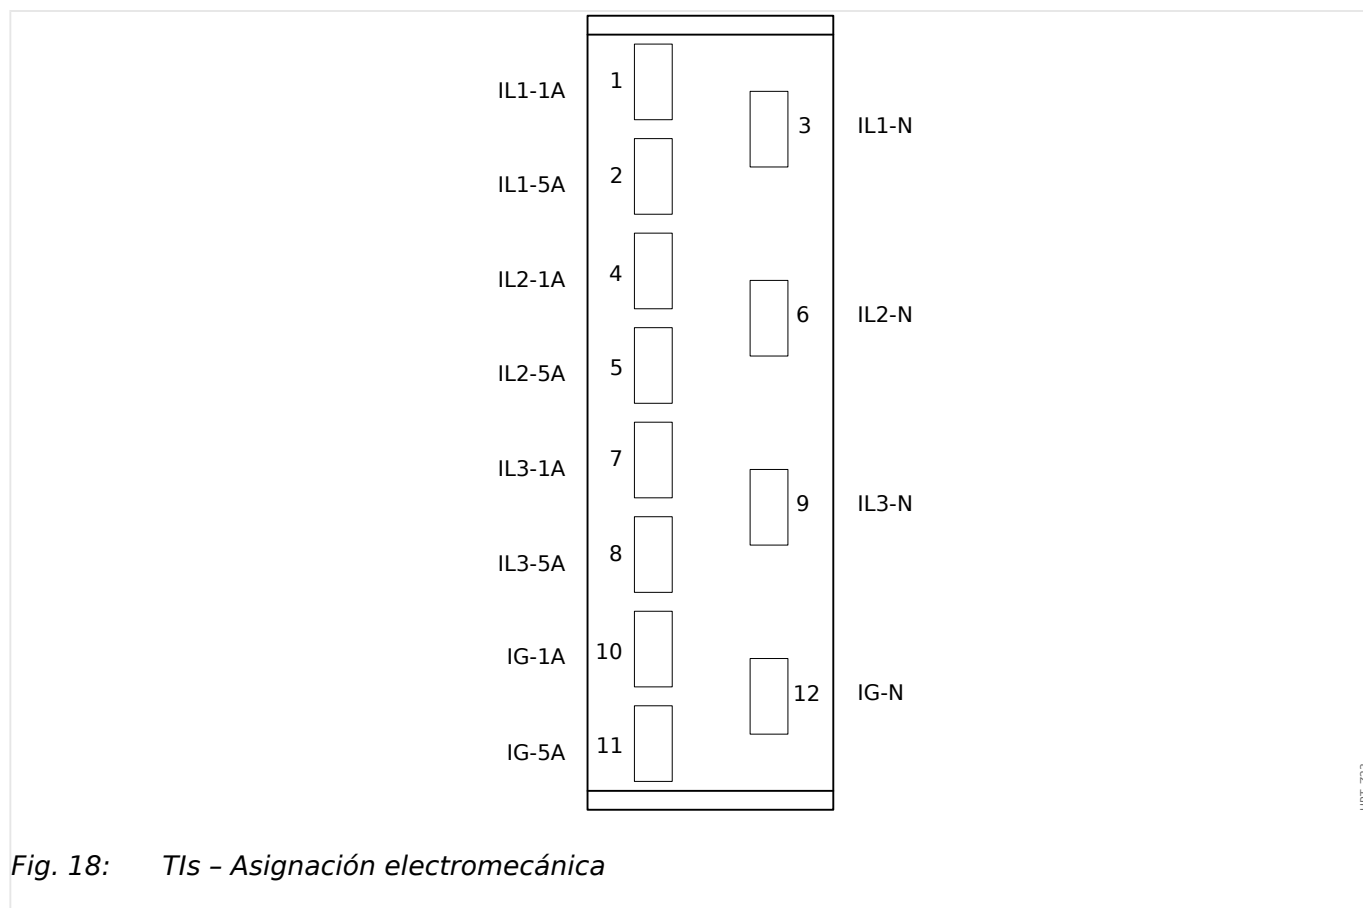 IL1-1A 1
3 IL1-N
IL1-5A 2
IL2-1A 4
6 IL2-N
IL2-5A 5
IL3-1A 7
9 IL3-N
IL3-5A 8
IG-1A 10
12 IG-N
IG-5A 11
Fig. 18: TIs – Asignación electromecánica